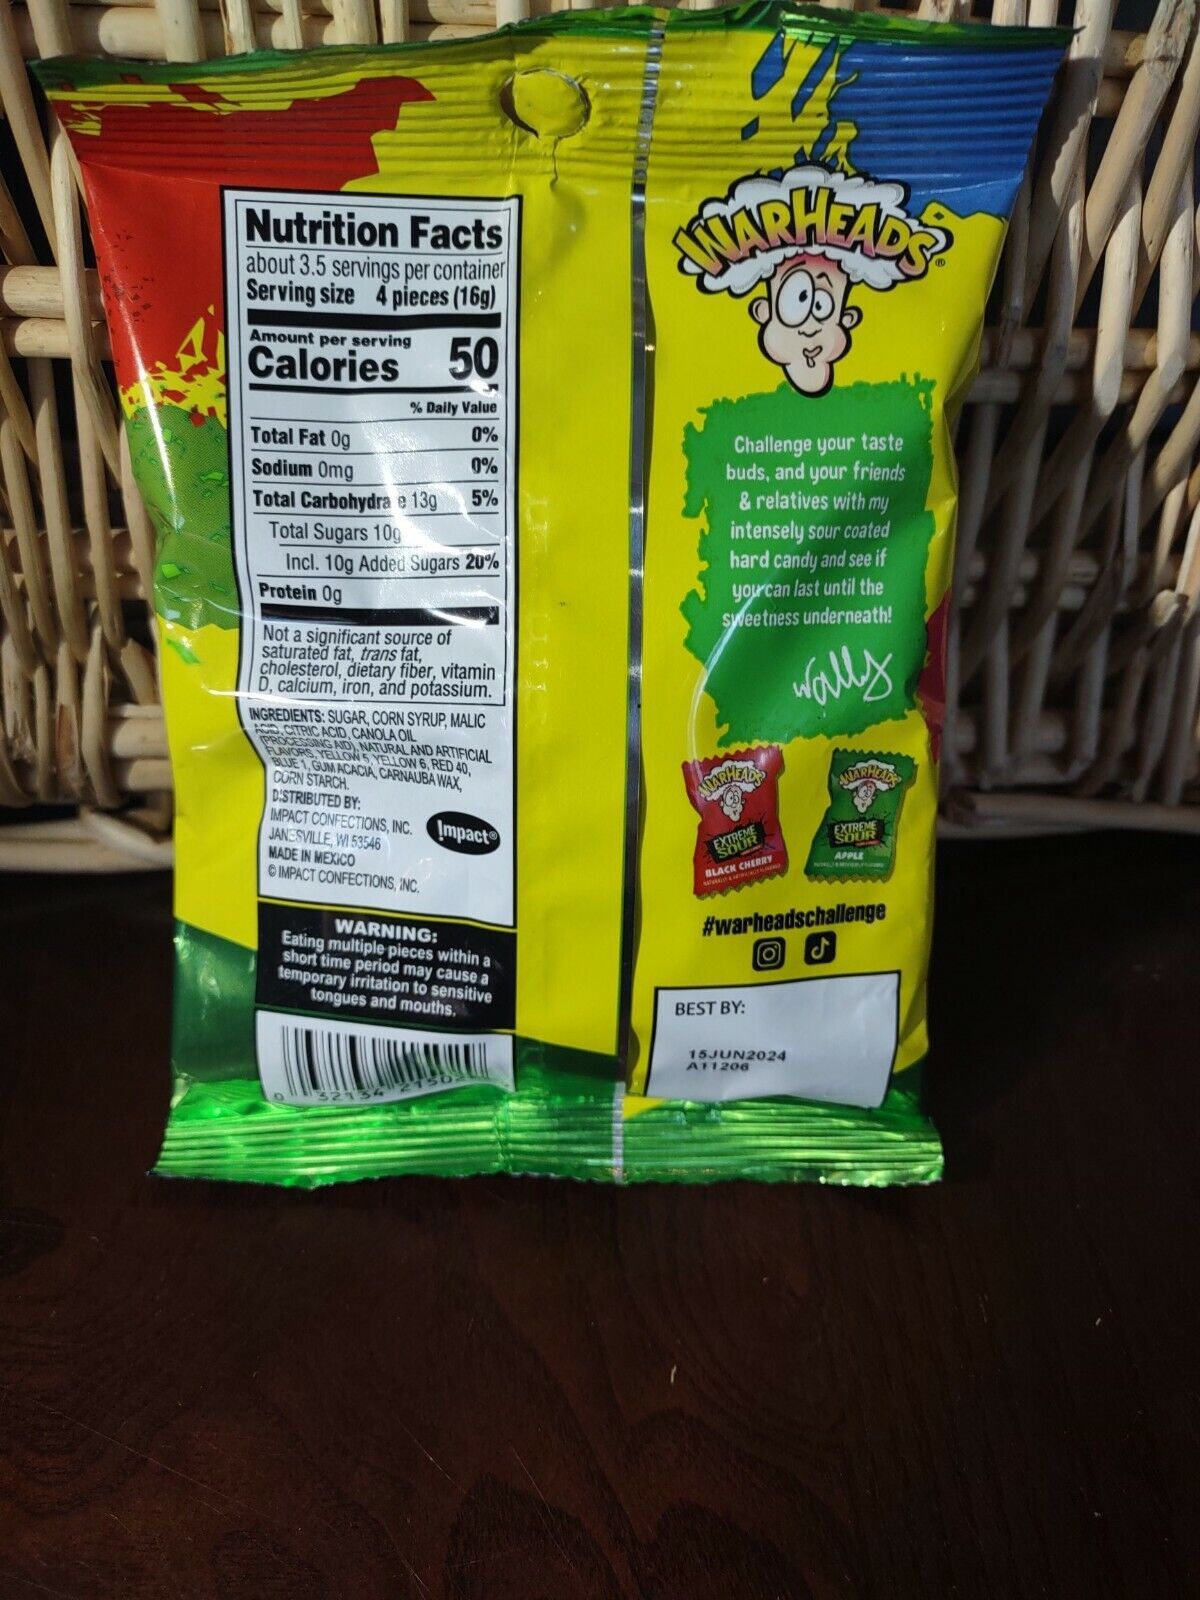 Nutrition Facts
about 3.5 servings per container
Serving size 4 pieces (16g)
Amount per serving
Calories 50
% Daily Value
Total Fat 0g 0%
Sodium 0mg 0%
Total Carbohydrate 13g 5%
Total Sugars 10g
Incl. 10g Added Sugars 20%
Protein 0g
Not a significant source of
saturated fat, trans fat,
cholesterol, dietary fiber, vitamin
D, calcium, iron, and potassium.
INGREDIENTS: SUGAR, CORN SYRUP, MALIC
ACID, CITRIC ACID, CANOLA OIL
(PROCESSING AID), NATURAL AND ARTIFICIAL
FLAVORS, YELLOW 5, YELLOW 6, RED 40,
BLUE 1, GUM ACACIA, CARNAUBA WAX,
CORN STARCH.
DISTRIBUTED BY:
IMPACT CONFECTIONS, INC.
JANESVILLE, WI 53546
MADE IN MEXICO
© IMPACT CONFECTIONS, INC.
Impact®
WARNING:
Eating multiple pieces within a
short time period may cause a
temporary irritation to sensitive
tongues and mouths.
0 32134 2150
WARHEADS®
Challenge your taste
buds, and your friends
& relatives with my
intensely sour coated
hard candy and see if
you can last until the
sweetness underneath!
Wally
WARHEADS
EXTREME
SOUR
BLACK CHERRY
WARHEADS
EXTREME
SOUR
APPLE
#warheadschallenge
BEST BY:
15JUN2024
A11206